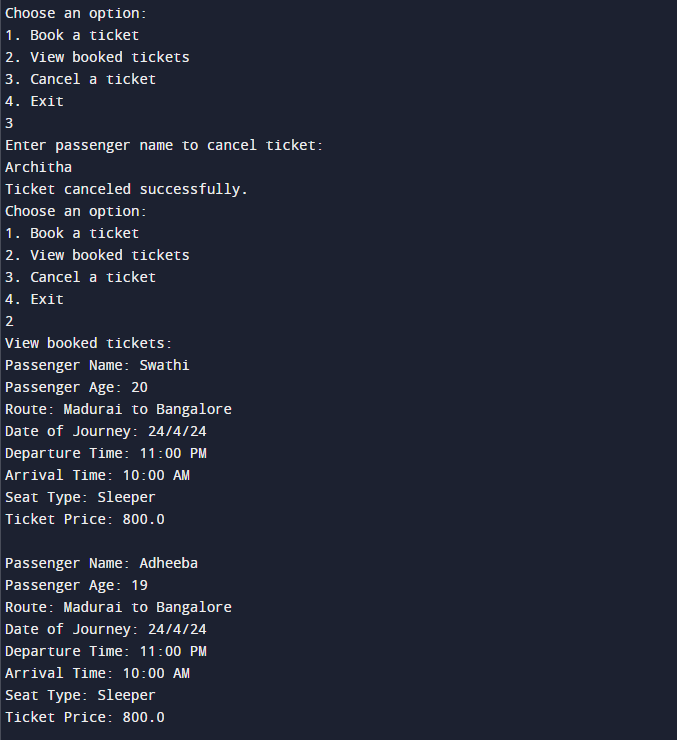 Choose an option:
1. Book a ticket
2. View booked tickets
3. Cancel a ticket
4. Exit
3
Enter passenger name to cancel ticket:
Architha
Ticket canceled successfully.
Choose an option:
1. Book a ticket
2. View booked tickets
3. Cancel a ticket
4. Exit
2
View booked tickets:
Passenger Name: Swathi
Passenger Age: 20
Route: Madurai to Bangalore
Date of Journey: 24/4/24
Departure Time: 11:00 PM
Arrival Time: 10:00 AM
Seat Type: Sleeper
Ticket Price: 800.0

Passenger Name: Adheeba
Passenger Age: 19
Route: Madurai to Bangalore
Date of Journey: 24/4/24
Departure Time: 11:00 PM
Arrival Time: 10:00 AM
Seat Type: Sleeper
Ticket Price: 800.0